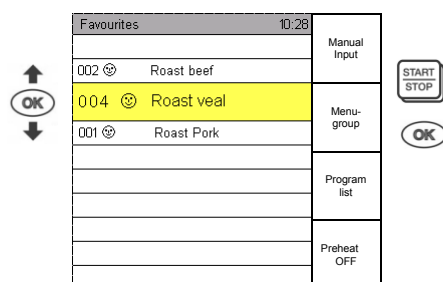 Favourites 10:28
Manual
Input
002 Roast beef
OK
START
STOP
004 Roast veal
Menu-
group
001 Roast Pork
OK
Program
list
Preheat
OFF